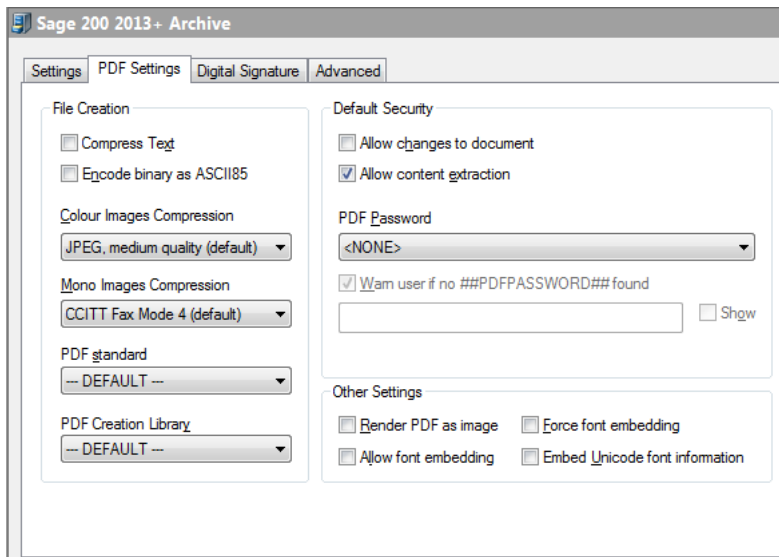 Sage 200 2013+ Archive
Settings PDF Settings Digital Signature Advanced
File Creation
Compress Text
Encode binary as ASCII85
Colour Images Compression
JPEG, medium quality (default)
Mono Images Compression
CCITT Fax Mode 4 (default)
PDF standard
--- DEFAULT ---
PDF Creation Library
--- DEFAULT ---
Default Security
Allow changes to document
Allow content extraction
PDF Password
<NONE>
Warn user if no ##PDFPASSWORD## found
Show
Other Settings
Render PDF as image Force font embedding
Allow font embedding Embed Unicode font information